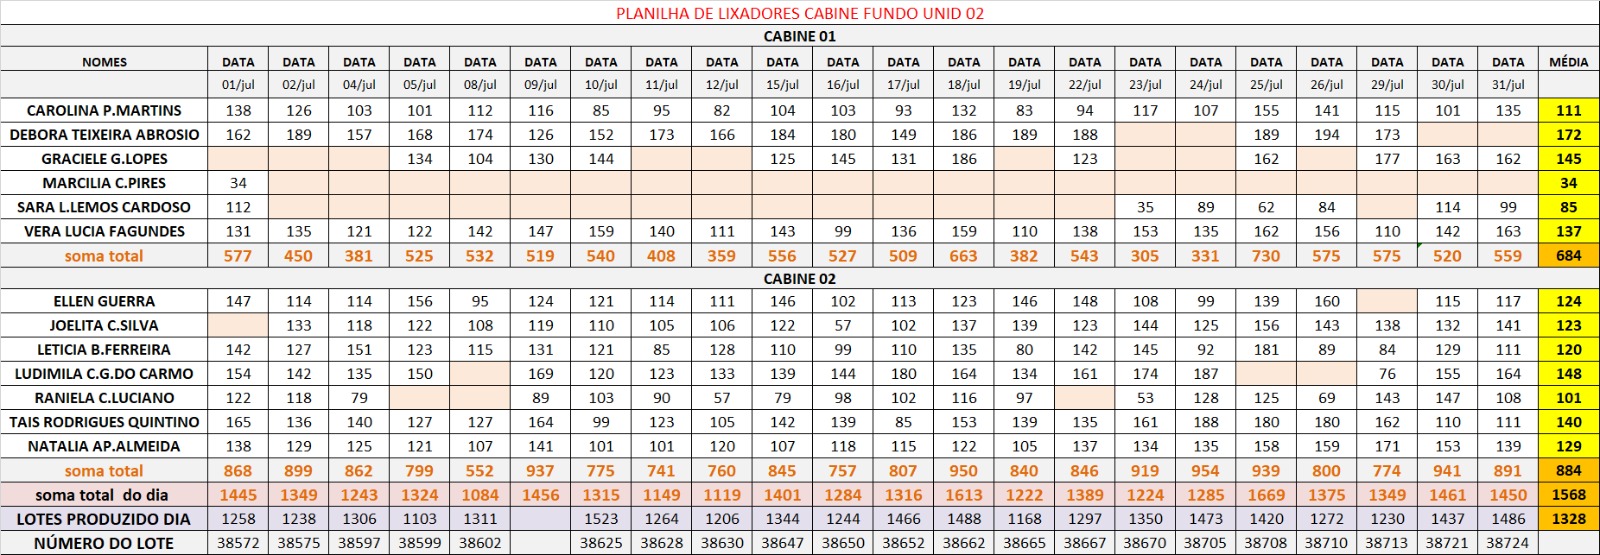 PLANILHA DE LIXADORES CABINE FUNDO UNID 02
CABINE 01
NOMES DATA DATA DATA DATA DATA DATA DATA DATA DATA DATA DATA DATA DATA DATA DATA DATA DATA DATA DATA DATA DATA DATA MÉDIA
01/jul 02/jul 04/jul 05/jul 08/jul 09/jul 10/jul 11/jul 12/jul 15/jul 16/jul 17/jul 18/jul 19/jul 22/jul 23/jul 24/jul 25/jul 26/jul 29/jul 30/jul 31/jul
CAROLINA P.MARTINS 138 126 103 101 112 116 85 95 82 104 103 93 132 83 94 117 107 155 141 115 101 135 111
DEBORA TEIXEIRA ABROSIO 162 189 157 168 174 126 152 173 166 184 180 149 186 189 188 189 194 173 172
GRACIELE G.LOPES 134 104 130 144 125 145 131 186 123 162 177 163 162 145
MARCILIA C.PIRES 34 34
SARA L.LEMOS CARDOSO 112 35 89 62 84 114 99 85
VERA LUCIA FAGUNDES 131 135 121 122 142 147 159 140 111 143 99 136 159 110 138 153 135 162 156 110 142 163 137
soma total 577 450 381 525 532 519 540 408 359 556 527 509 663 382 543 305 331 730 575 575 520 559 684
CABINE 02
ELLEN GUERRA 147 114 114 156 95 124 121 114 111 146 102 113 123 146 148 108 99 139 160 115 117 124
JOELITA C.SILVA 133 118 122 108 119 110 105 106 122 57 102 137 139 123 144 125 156 143 138 132 141 123
LETICIA B.FERREIRA 142 127 151 123 115 131 121 85 128 110 99 110 135 80 142 145 92 181 89 84 129 111 120
LUDIMILA C.G.DO CARMO 154 142 135 150 169 120 123 133 139 144 180 164 134 161 174 187 76 155 164 148
RANIELA C.LUCIANO 122 118 79 89 103 90 57 79 98 102 116 97 53 128 125 69 143 147 108 101
TAIS RODRIGUES QUINTINO 165 136 140 127 127 164 99 123 105 142 139 85 153 139 135 161 188 180 180 162 110 111 140
NATALIA AP.ALMEIDA 138 129 125 121 107 141 101 101 120 107 118 115 122 105 137 134 135 158 159 171 153 139 129
soma total 868 899 862 799 552 937 775 741 760 845 757 807 950 840 846 919 954 939 800 774 941 891 884
soma total do dia 1445 1349 1243 1324 1084 1456 1315 1149 1119 1401 1284 1316 1613 1222 1389 1224 1285 1669 1375 1349 1461 1450 1568
LOTES PRODUZIDO DIA 1258 1238 1306 1103 1311 1523 1264 1206 1344 1244 1466 1488 1168 1297 1350 1473 1420 1272 1230 1437 1486 1328
NÚMERO DO LOTE 38572 38575 38597 38599 38602 38625 38628 38630 38647 38650 38652 38662 38665 38667 38670 38705 38708 38710 38713 38721 38724